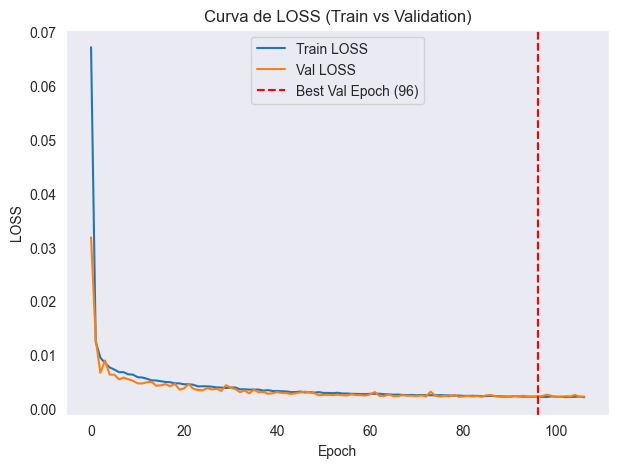 Curva de LOSS (Train vs Validation)
Train LOSS
Val LOSS
Best Val Epoch (96)
LOSS
0.07
0.06
0.05
0.04
0.03
0.02
0.01
0.00
0 20 40 60 80 100
Epoch